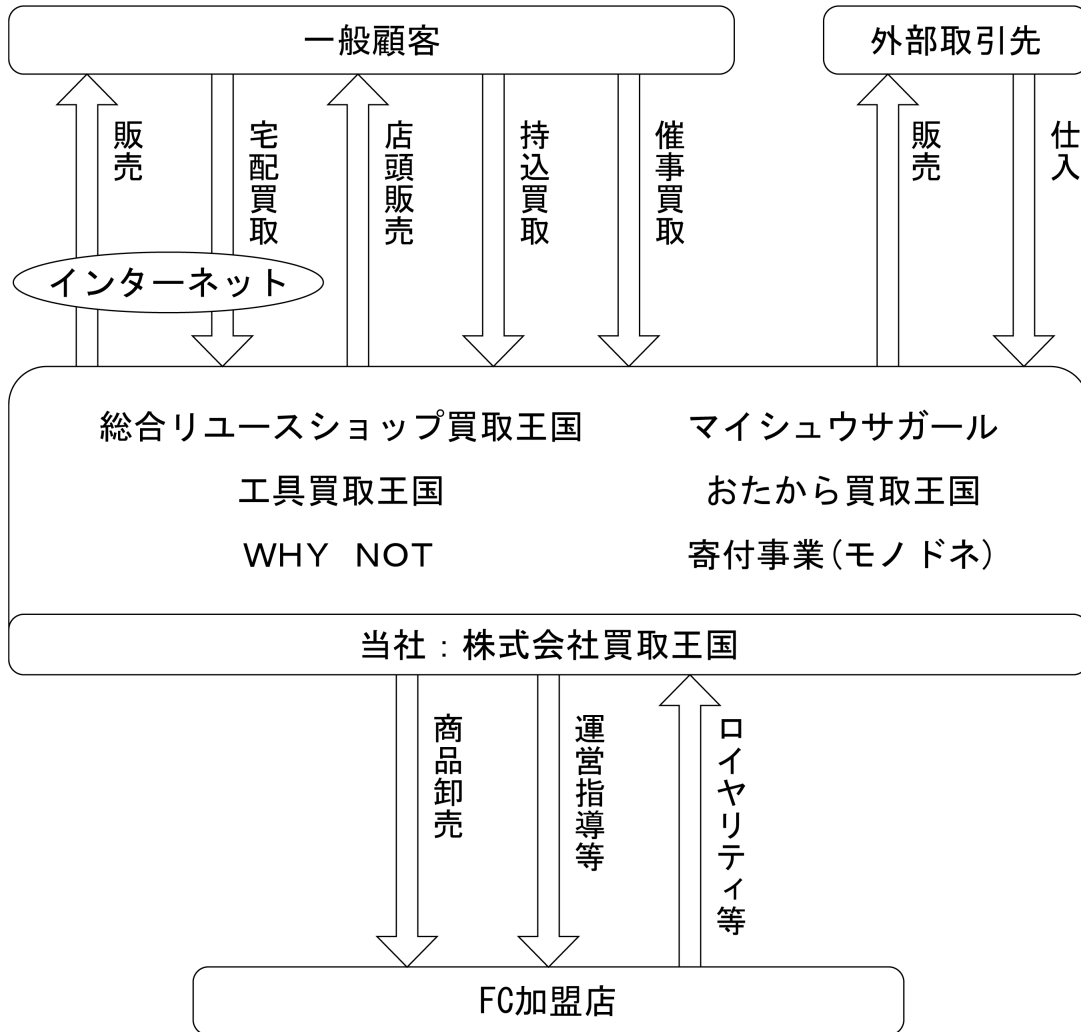 一般顧客
外部取引先
販売
宅配買取
店頭販売
持込買取
催事買取
販売
仕入
インターネット
総合リユースショップ買取王国
マイシュウサガール
工具買取王国
おたから買取王国
WHY NOT
寄付事業(モノドネ)
当社:株式会社買取王国
商品卸売
運営指導等
ロイヤリティ等
FC加盟店